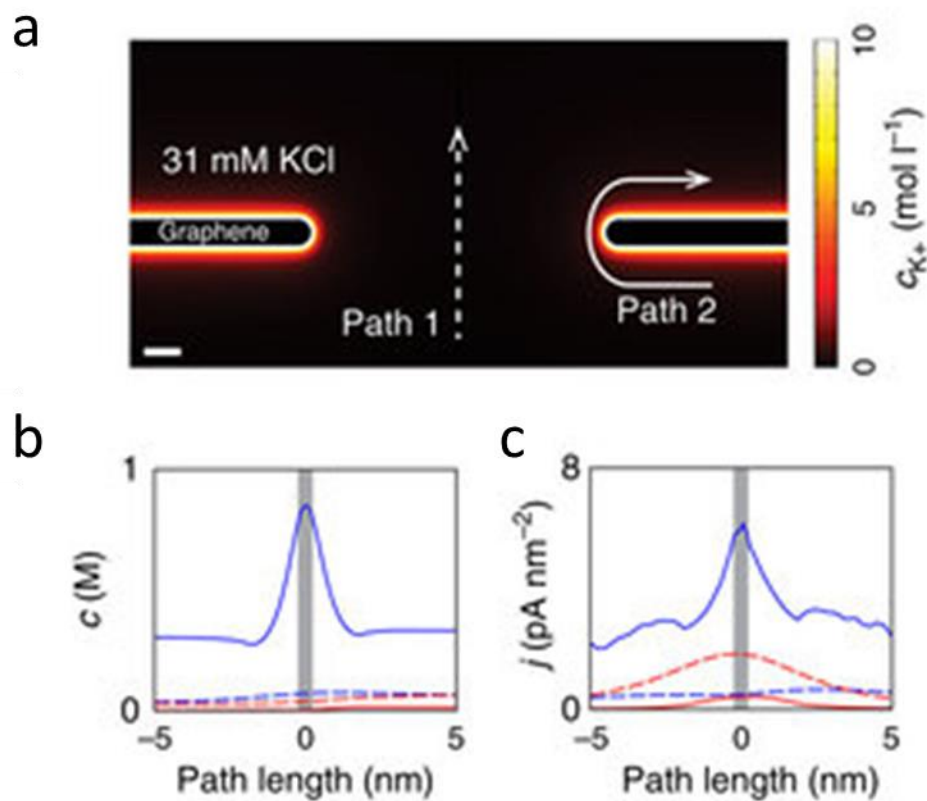 a
31 mM KCl
Graphene
Path 1
Path 2
10
5
0
c_K+ (mol l⁻¹)
b
1
c (M)
0
−5
0
5
Path length (nm)
c
8
j (pA nm⁻²)
0
−5
0
5
Path length (nm)